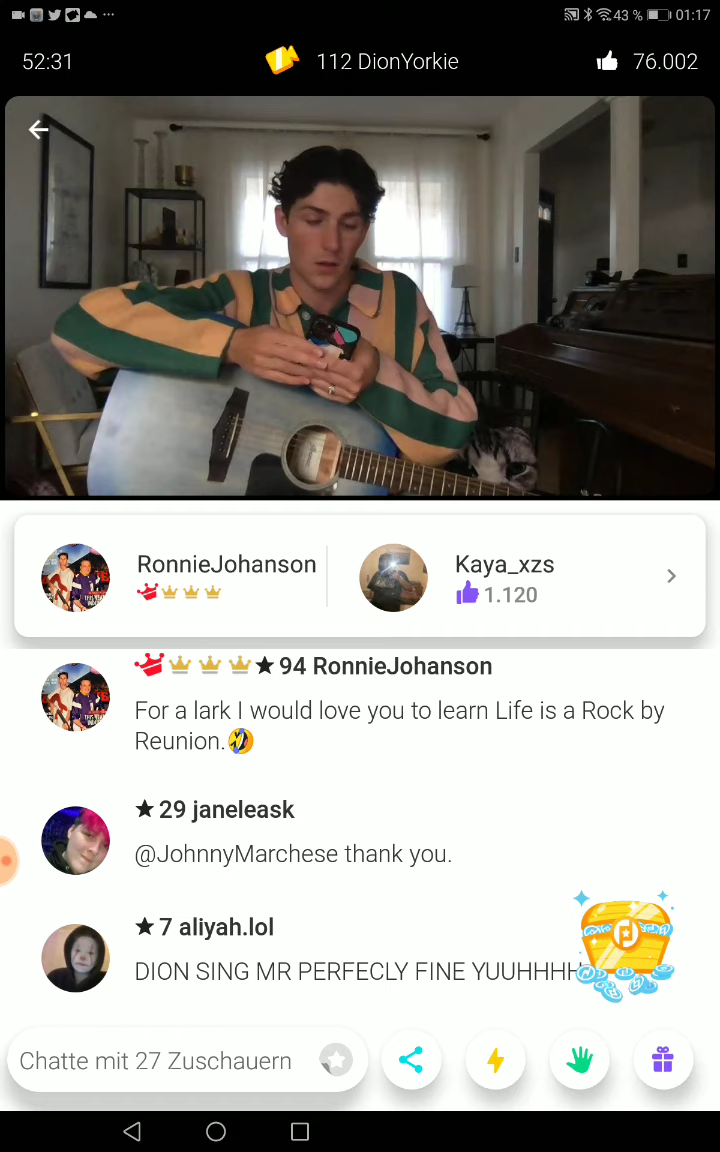 43 % 01:17
52:31 112 DionYorkie 76.002
RonnieJohanson Kaya_xzs
1.120
94 RonnieJohanson
For a lark I would love you to learn Life is a Rock by
Reunion.🤣
29 janeleask
@JohnnyMarchese thank you.
7 aliyah.lol
DION SING MR PERFECLY FINE YUUHHHH
Chatte mit 27 Zuschauern